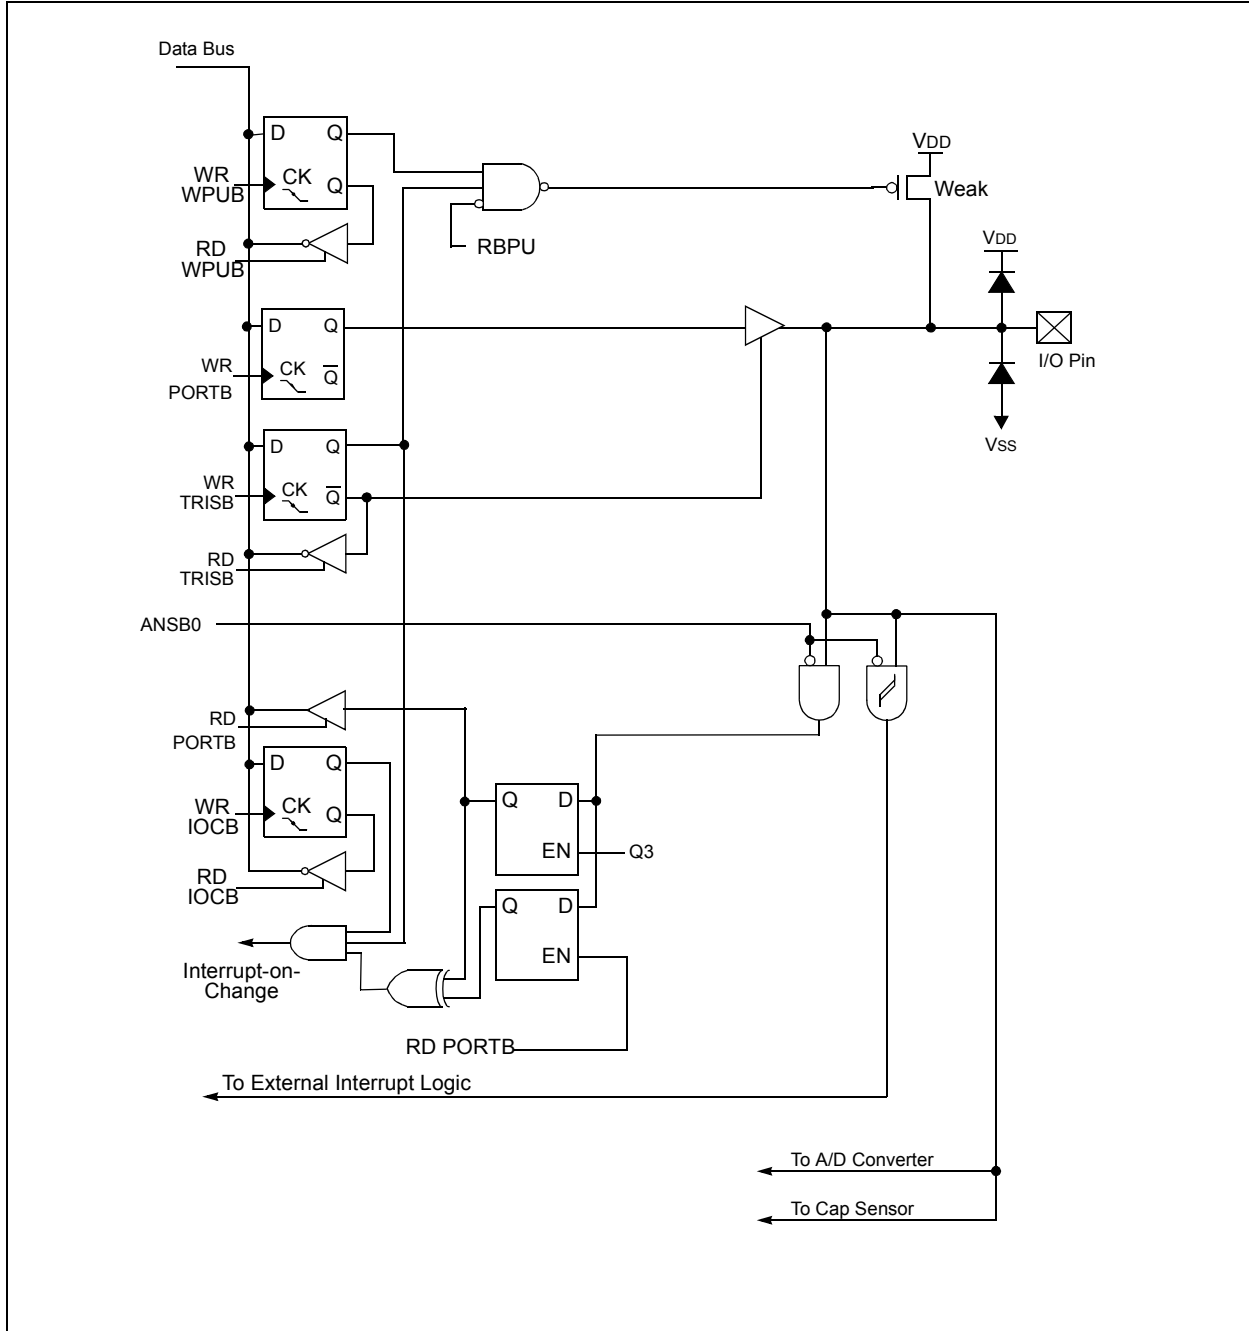 Data Bus
D Q
VDD
WR CK Q
WPUB
Weak
RD
WPUB
RBPU
VDD
D Q
WR CK Q̅
PORTB
I/O Pin
D Q
VSS
WR CK Q̅
TRISB
RD
TRISB
ANSB0
RD
PORTB
D Q
Q D
WR CK Q
IOCB
EN Q3
RD
IOCB
Q D
EN
Interrupt-on-
Change
RD PORTB
To External Interrupt Logic
To A/D Converter
To Cap Sensor